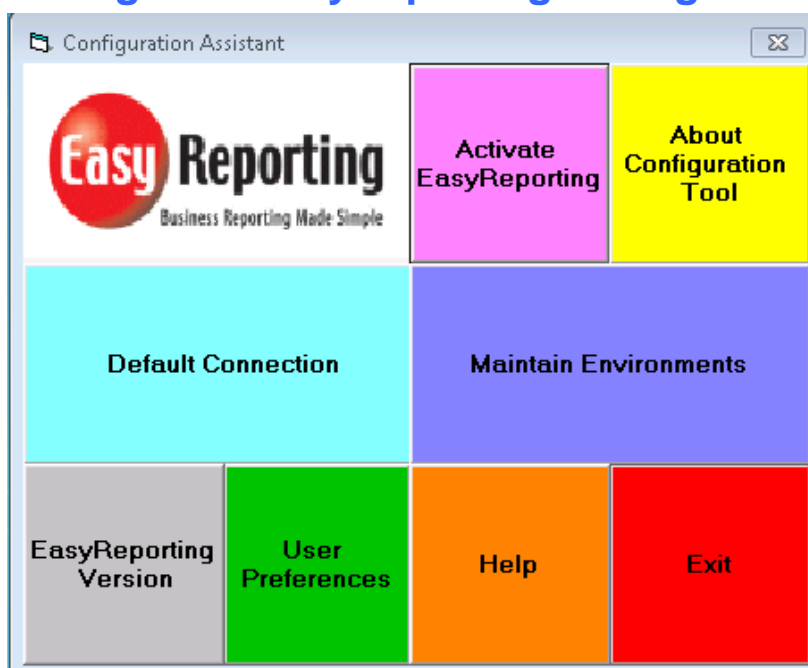 Configuration Assistant
Easy Reporting
Business Reporting Made Simple
Activate
EasyReporting
About
Configuration
Tool
Default Connection
Maintain Environments
EasyReporting
Version
User
Preferences
Help
Exit